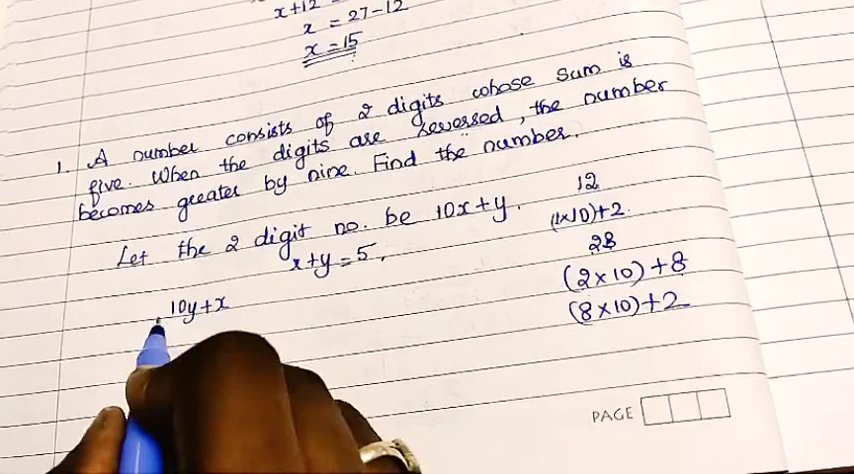 x+12
x = 27-12
x = 15
1. A number consists of 2 digits whose sum is
five. When the digits are reversed, the number
becomes greater by nine. Find the number.
Let the 2 digit no. be 10x+y.
x+y=5.
10y+x
12
(1x10)+2.
28
(2×10)+8
(8×10)+2
PAGE